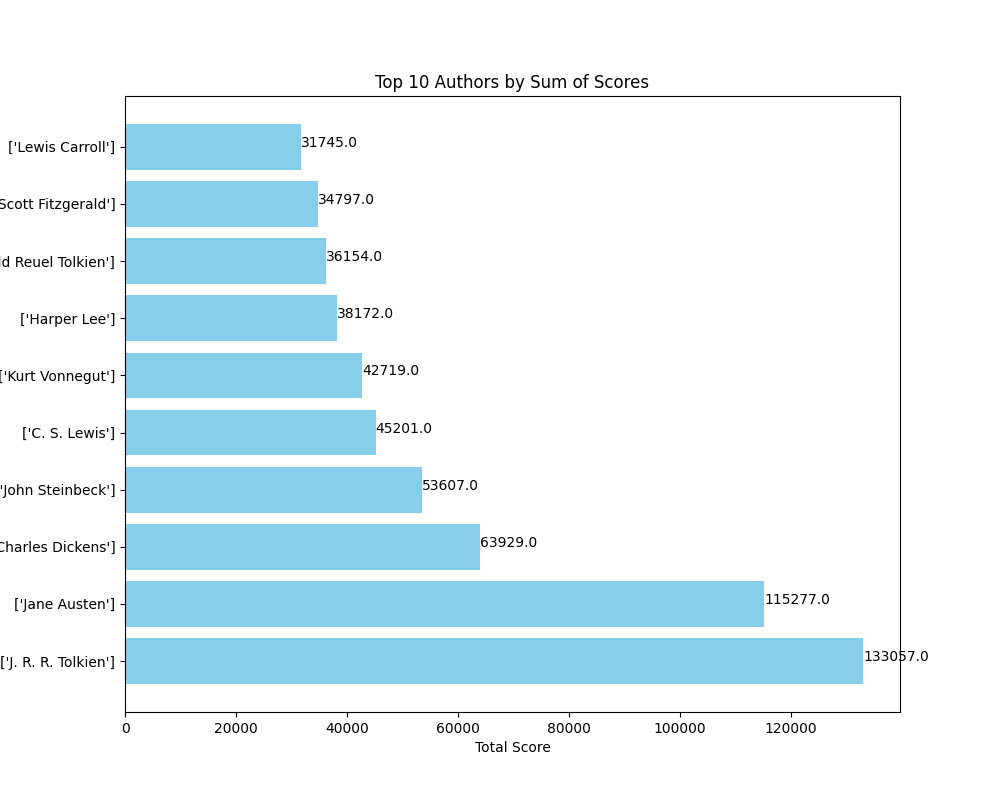 Top 10 Authors by Sum of Scores
['Lewis Carroll'] 31745.0
Scott Fitzgerald'] 34797.0
ld Reuel Tolkien'] 36154.0
['Harper Lee'] 38172.0
['Kurt Vonnegut'] 42719.0
['C. S. Lewis'] 45201.0
'John Steinbeck'] 53607.0
Charles Dickens'] 63929.0
['Jane Austen'] 115277.0
['J. R. R. Tolkien'] 133057.0
0 20000 40000 60000 80000 100000 120000
Total Score